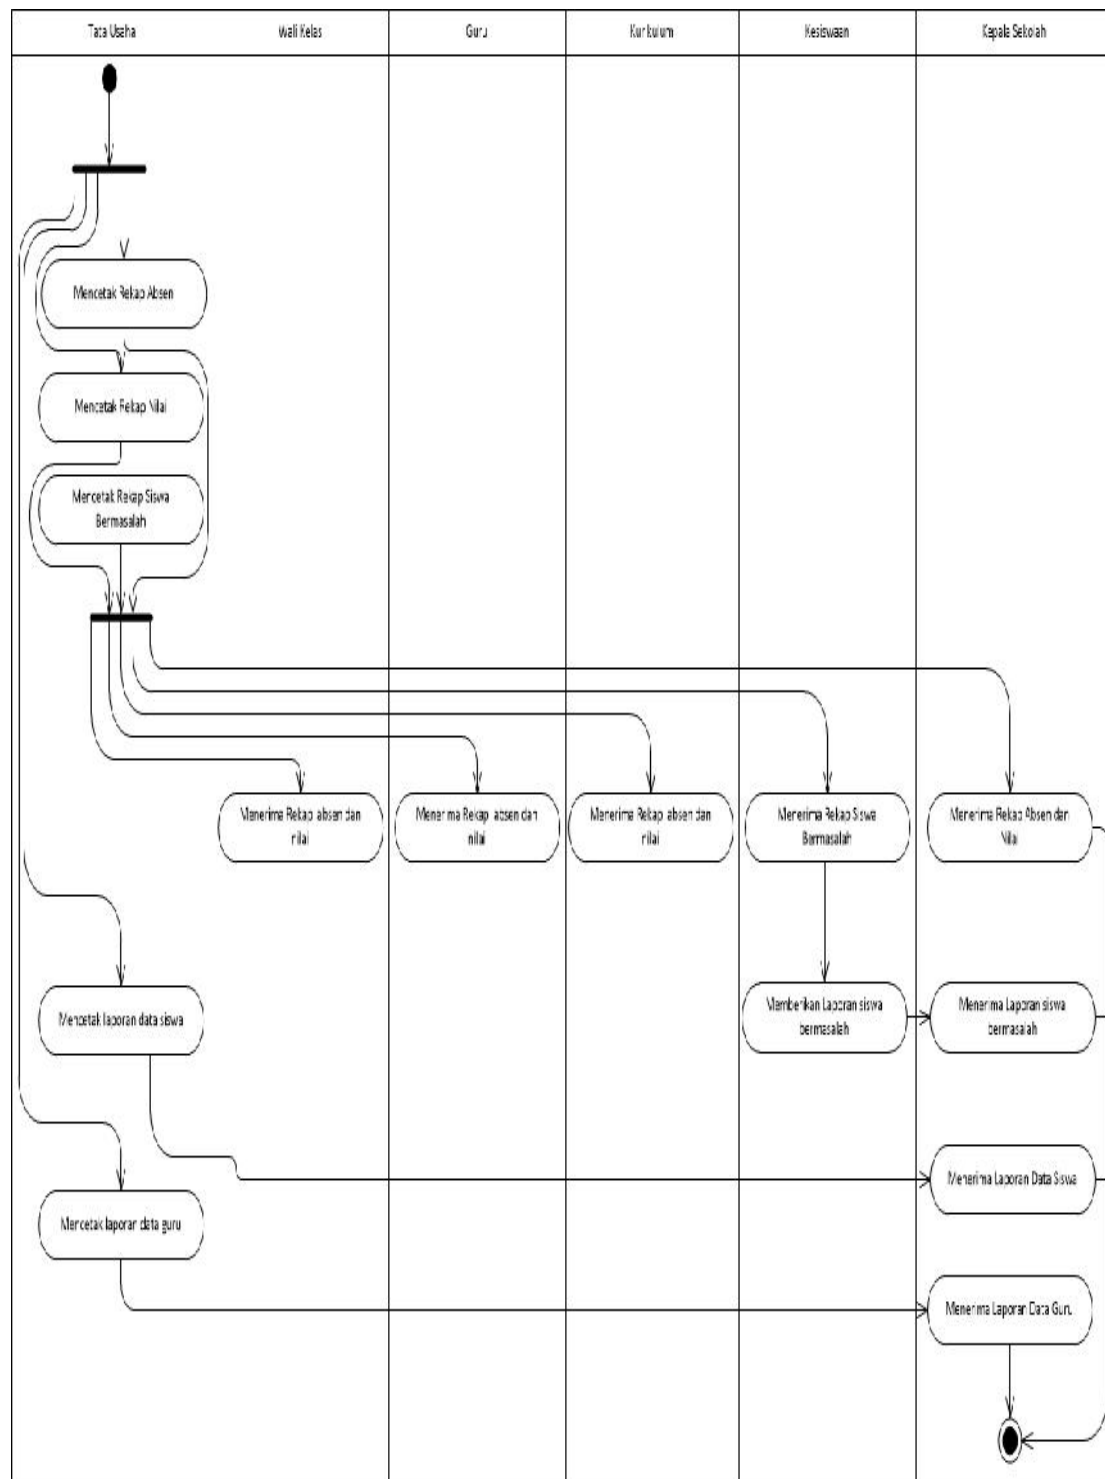 Tata Usaha
Wali Kelas
Guru
Kurikulum
Kesiswaan
Kepala Sekolah
Mencetak Rekap Absen
Mencetak Rekap Nilai
Mencetak Rekap Siswa
Bermasalah
Menerima Rekap absen dan
nilai
Menerima Rekap absen dan
nilai
Menerima Rekap absen dan
nilai
Menerima Rekap Siswa
Bermasalah
Menerima Rekap Absen dan
Nilai
Mencetak laporan data siswa
Memberikan Laporan siswa
bermasalah
Menerima Laporan siswa
bermasalah
Menerima Laporan Data Siswa
Mencetak laporan data guru
Menerima Laporan Data Guru